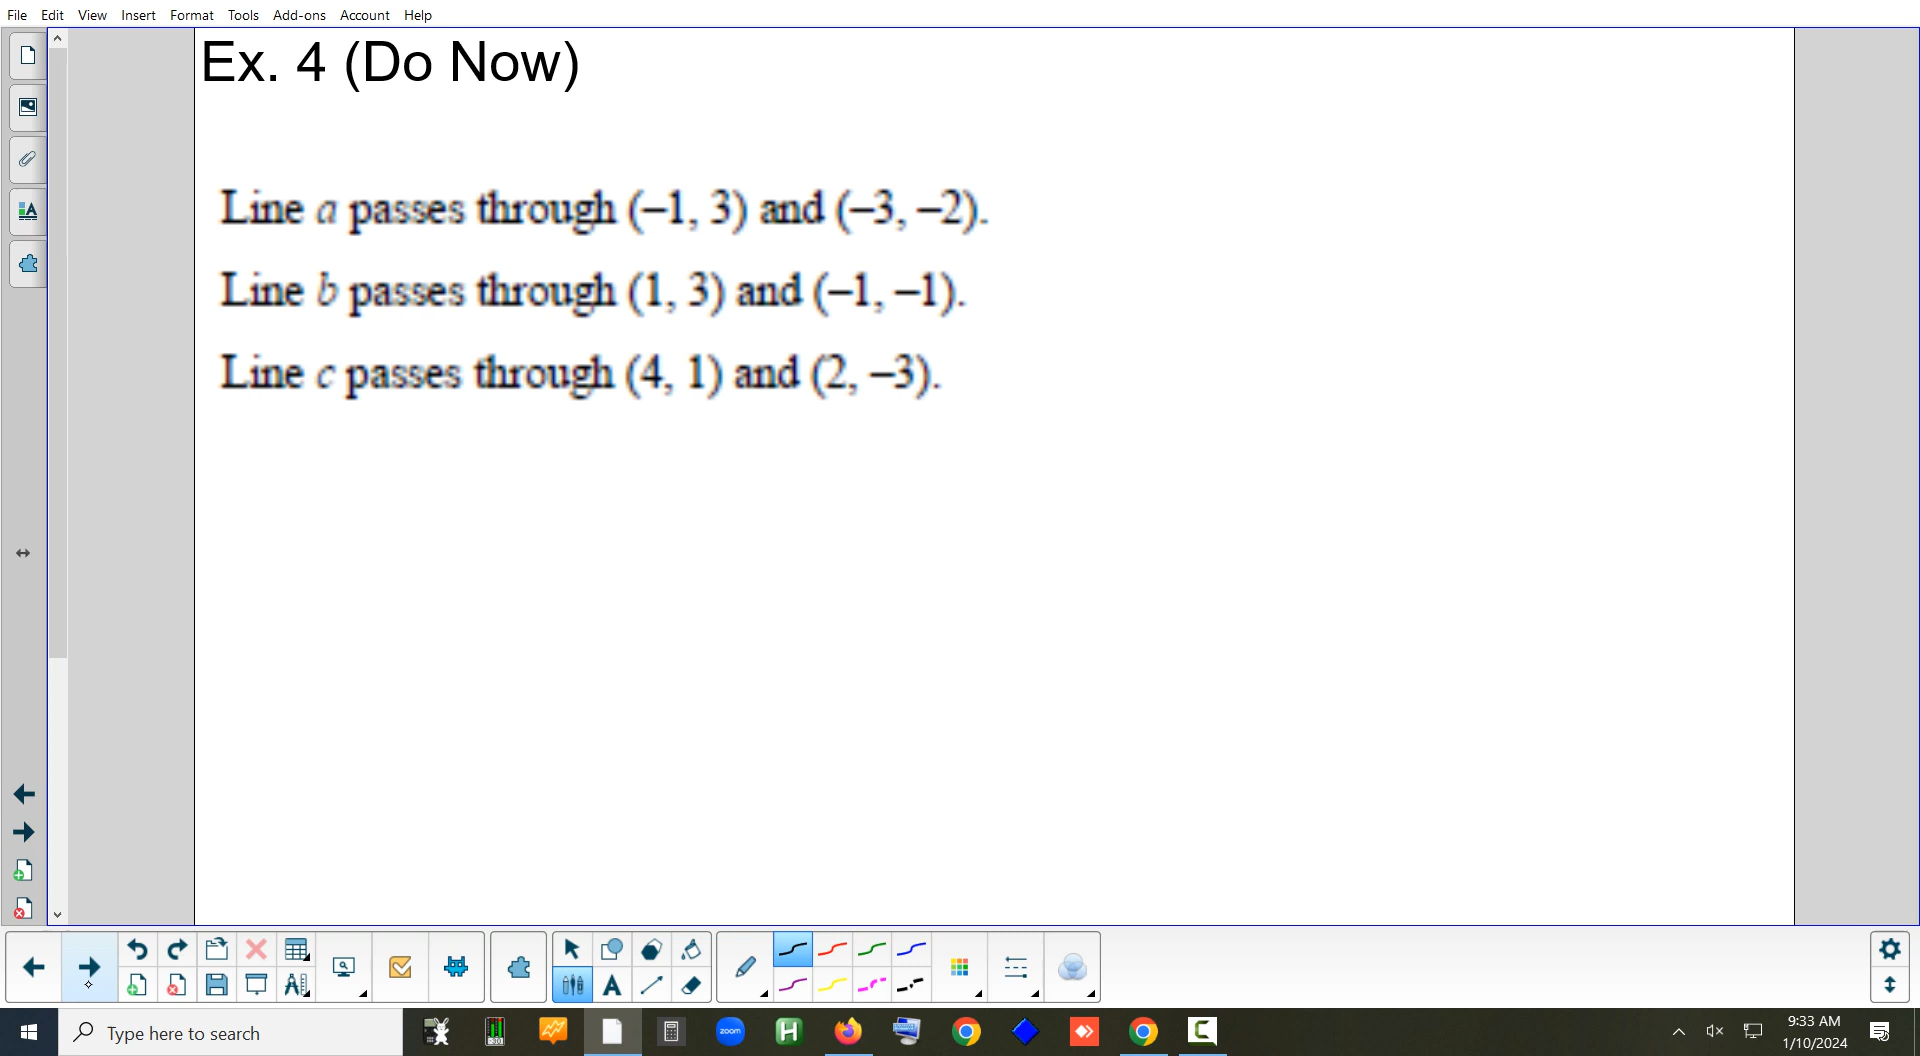 File Edit View Insert Format Tools Add-ons Account Help
Ex. 4 (Do Now)
Line a passes through (–1, 3) and (–3, –2).
Line b passes through (1, 3) and (–1, –1).
Line c passes through (4, 1) and (2, –3).
Type here to search
zoom
9:33 AM
1/10/2024